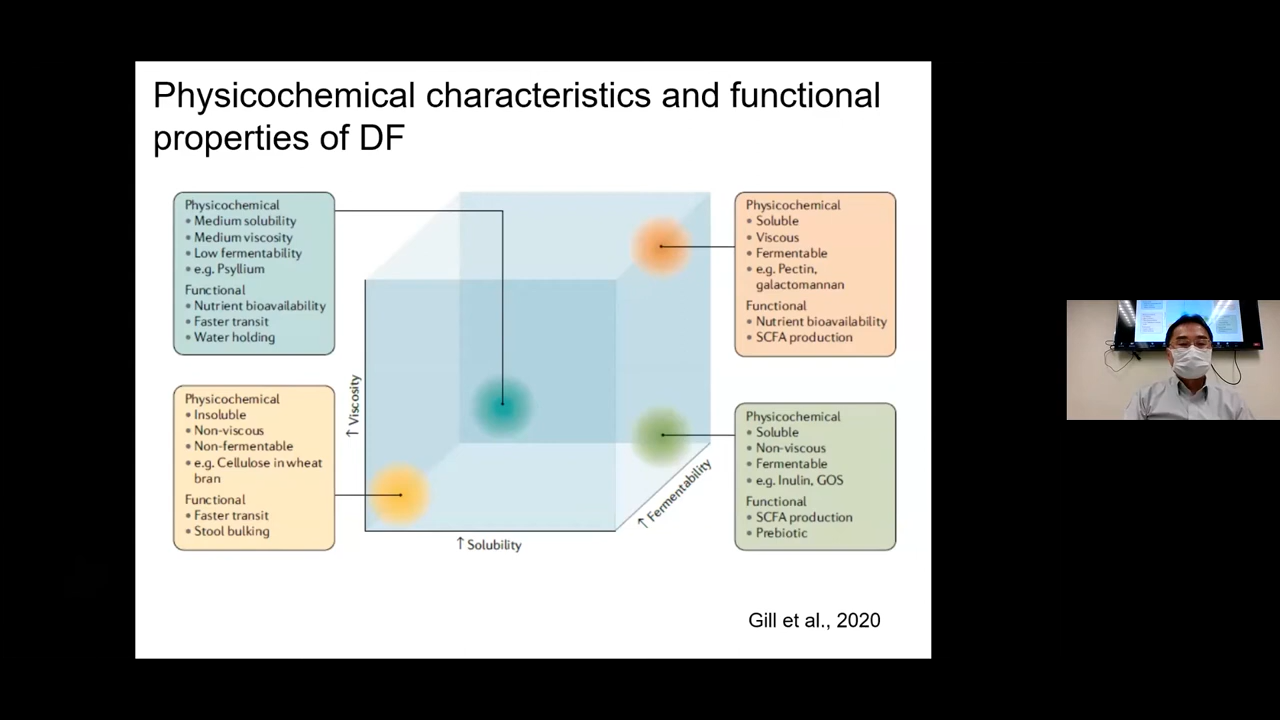 Physicochemical characteristics and functional
properties of DF
Physicochemical
• Medium solubility
• Medium viscosity
• Low fermentability
• e.g. Psyllium
Functional
• Nutrient bioavailability
• Faster transit
• Water holding
Physicochemical
• Insoluble
• Non-viscous
• Non-fermentable
• e.g. Cellulose in wheat
bran
Functional
• Faster transit
• Stool bulking
↑ Viscosity
↑ Solubility
↑ Fermentability
Physicochemical
• Soluble
• Viscous
• Fermentable
• e.g. Pectin,
galactomannan
Functional
• Nutrient bioavailability
• SCFA production
Physicochemical
• Soluble
• Non-viscous
• Fermentable
• e.g. Inulin, GOS
Functional
• SCFA production
• Prebiotic
Gill et al., 2020